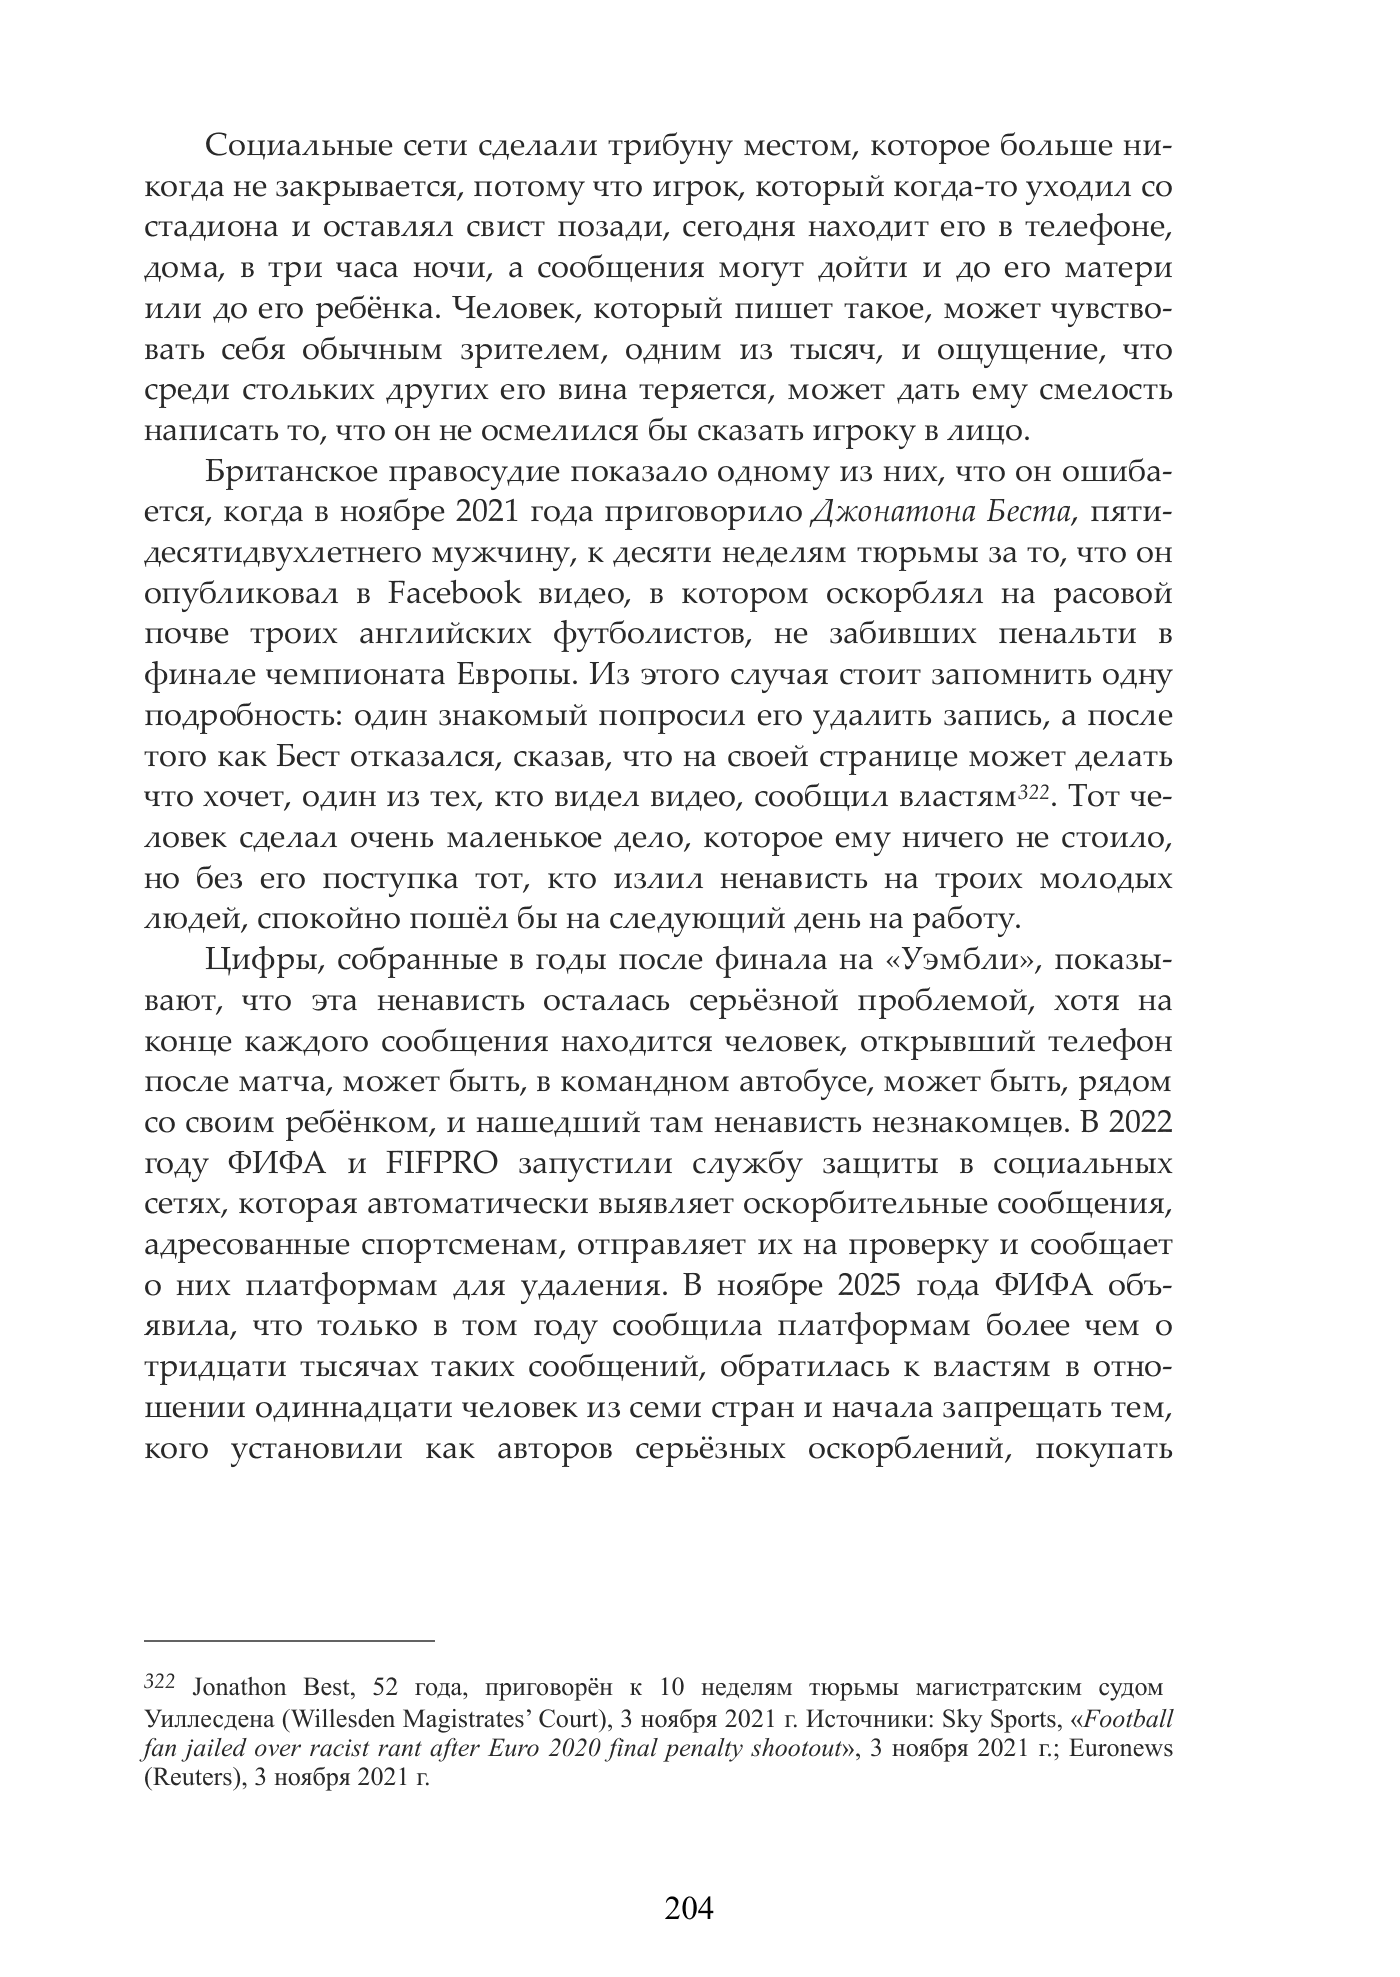 Социальные сети сделали трибуну местом, которое больше ни-
когда не закрывается, потому что игрок, который когда-то уходил со
стадиона и оставлял свист позади, сегодня находит его в телефоне,
дома, в три часа ночи, а сообщения могут дойти и до его матери
или до его ребёнка. Человек, который пишет такое, может чувство-
вать себя обычным зрителем, одним из тысяч, и ощущение, что
среди стольких других его вина теряется, может дать ему смелость
написать то, что он не осмелился бы сказать игроку в лицо.
Британское правосудие показало одному из них, что он ошиба-
ется, когда в ноябре 2021 года приговорило Джонатона Беста, пяти-
десятидвухлетнего мужчину, к десяти неделям тюрьмы за то, что он
опубликовал в Facebook видео, в котором оскорблял на расовой
почве троих английских футболистов, не забивших пенальти в
финале чемпионата Европы. Из этого случая стоит запомнить одну
подробность: один знакомый попросил его удалить запись, а после
того как Бест отказался, сказав, что на своей странице может делать
что хочет, один из тех, кто видел видео, сообщил властям322. Тот че-
ловек сделал очень маленькое дело, которое ему ничего не стоило,
но без его поступка тот, кто излил ненависть на троих молодых
людей, спокойно пошёл бы на следующий день на работу.
Цифры, собранные в годы после финала на «Уэмбли», показы-
вают, что эта ненависть осталась серьёзной проблемой, хотя на
конце каждого сообщения находится человек, открывший телефон
после матча, может быть, в командном автобусе, может быть, рядом
со своим ребёнком, и нашедший там ненависть незнакомцев. В 2022
году ФИФА и FIFPRO запустили службу защиты в социальных
сетях, которая автоматически выявляет оскорбительные сообщения,
адресованные спортсменам, отправляет их на проверку и сообщает
о них платформам для удаления. В ноябре 2025 года ФИФА объ-
явила, что только в том году сообщила платформам более чем о
тридцати тысячах таких сообщений, обратилась к властям в отно-
шении одиннадцати человек из семи стран и начала запрещать тем,
кого установили как авторов серьёзных оскорблений, покупать
322 Jonathon Best, 52 года, приговорён к 10 неделям тюрьмы магистратским судом
Уиллесдена (Willesden Magistrates’ Court), 3 ноября 2021 г. Источники: Sky Sports, «Football
fan jailed over racist rant after Euro 2020 final penalty shootout», 3 ноября 2021 г.; Euronews
(Reuters), 3 ноября 2021 г.
204